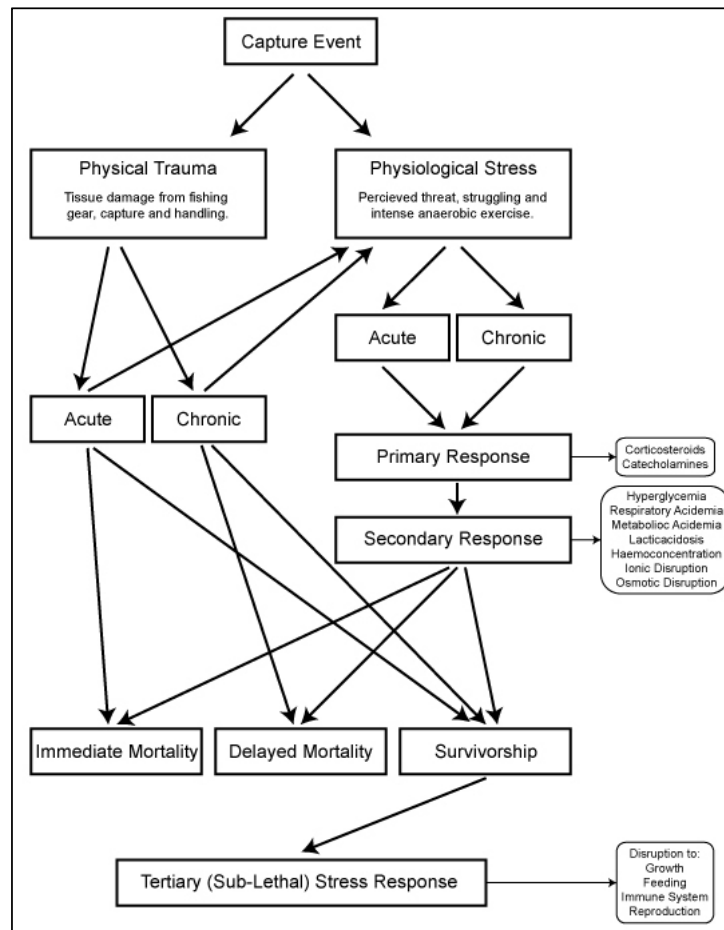 Capture Event
Physical Trauma
Tissue damage from fishing
gear, capture and handling.
Physiological Stress
Percieved threat, struggling and
intense anaerobic exercise.
Acute
Chronic
Acute
Chronic
Primary Response
Corticosteroids
Catecholamines
Secondary Response
Hyperglycemia
Respiratory Acidemia
Metabolioc Acidemia
Lacticacidosis
Haemoconcentration
Ionic Disruption
Osmotic Disruption
Immediate Mortality
Delayed Mortality
Survivorship
Tertiary (Sub-Lethal) Stress Response
Disruption to:
Growth
Feeding
Immune System
Reproduction